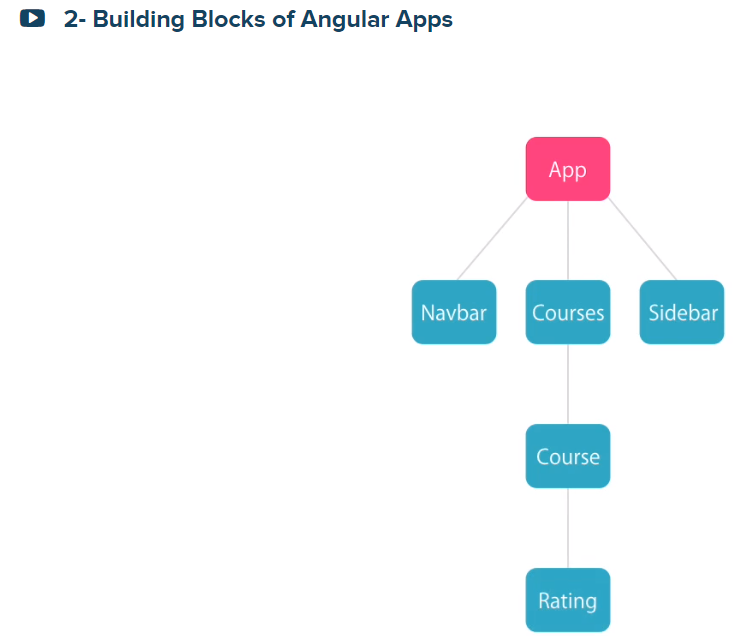 2- Building Blocks of Angular Apps
App
Navbar
Courses
Sidebar
Course
Rating